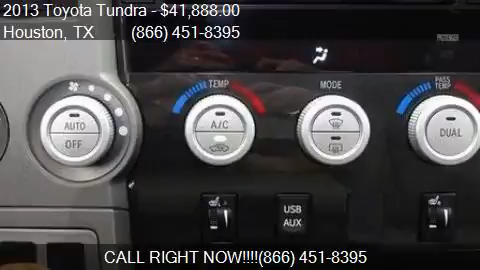 2013 Toyota Tundra - $41,888.00
Houston, TX (866) 451-8395
PASSENGER
TEMP
MODE
PASS TEMP
AUTO
OFF
A/C
DUAL
USB
AUX
CALL RIGHT NOW!!!!(866) 451-8395